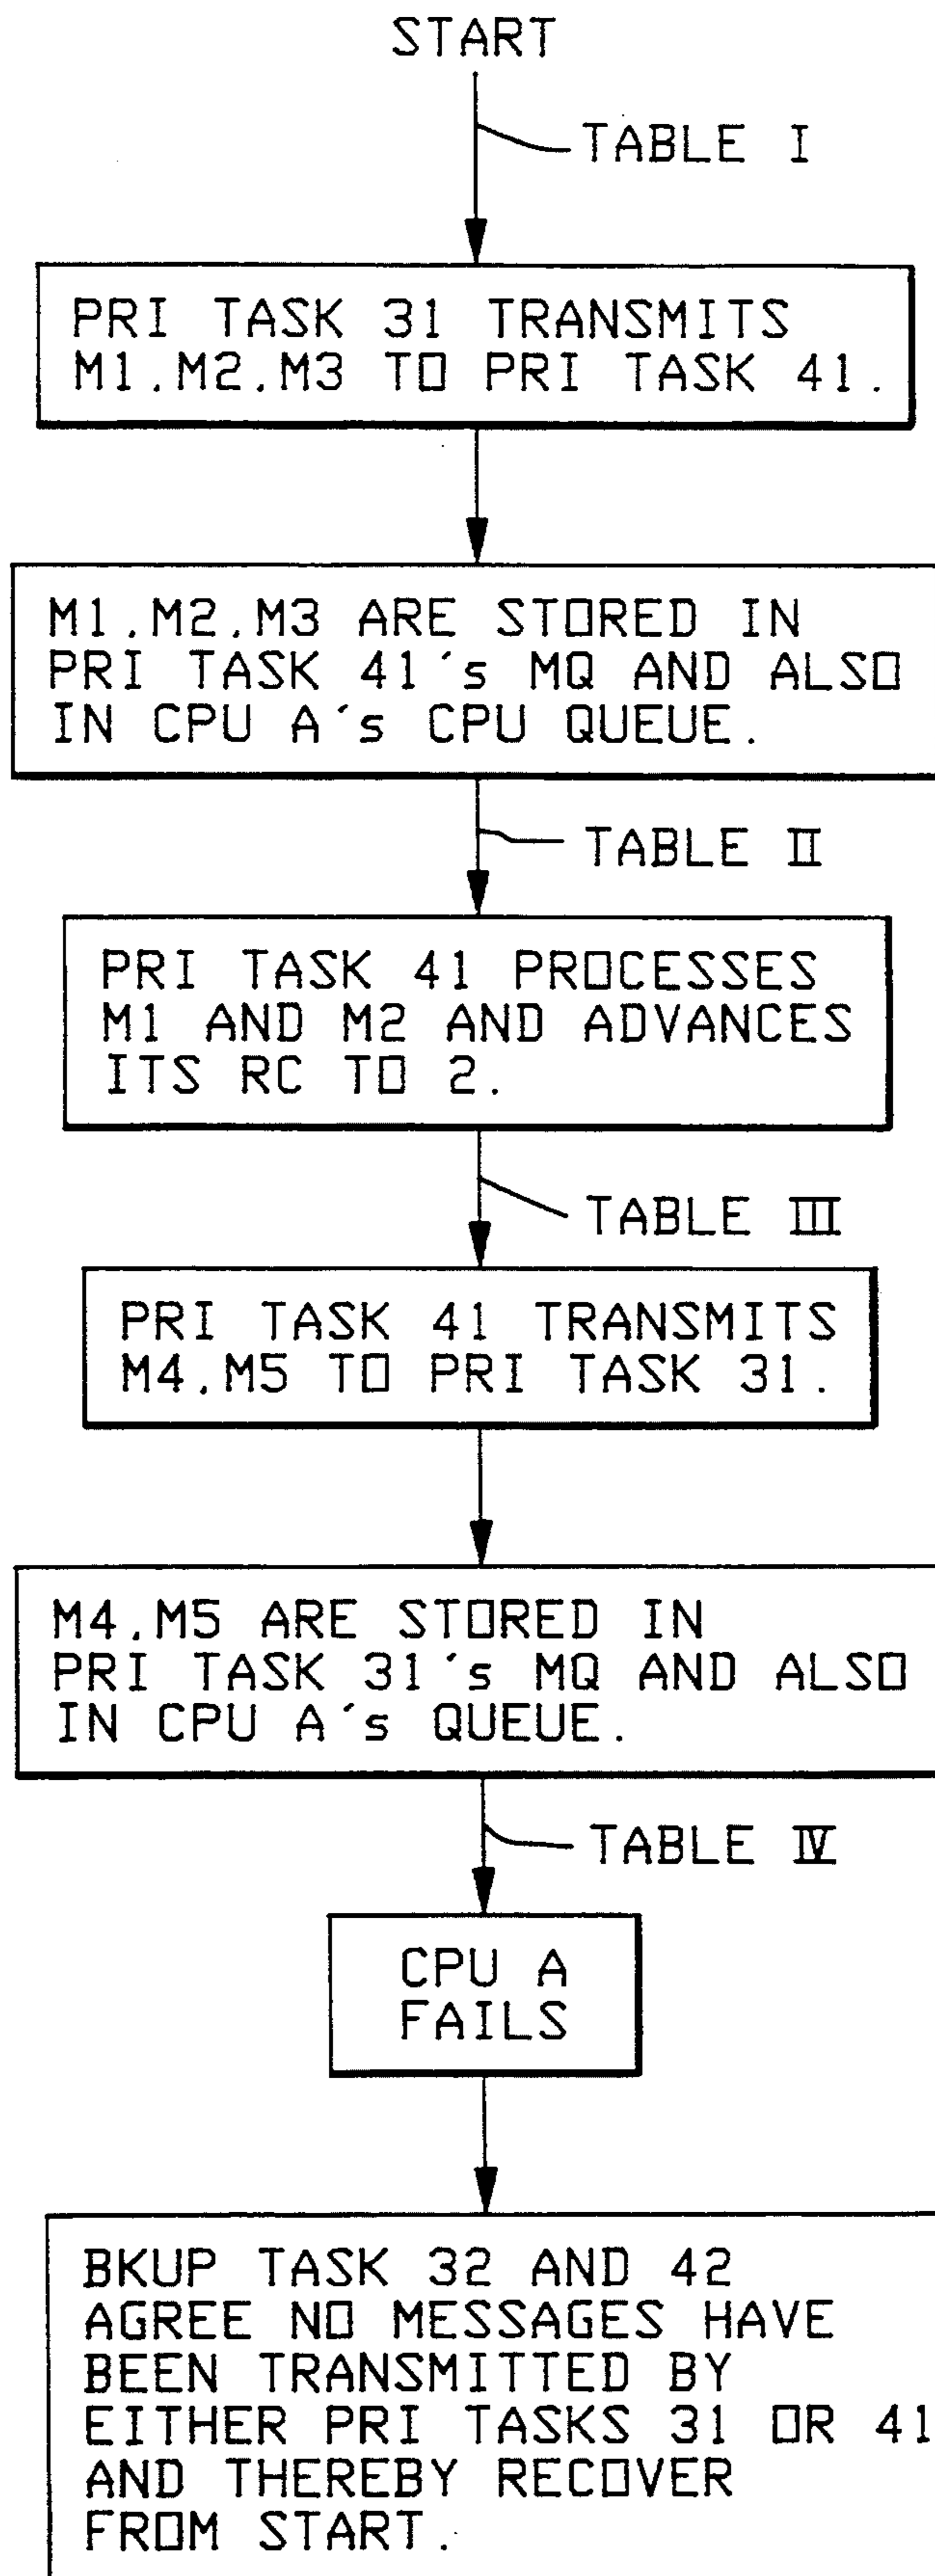 START
TABLE I
PRI TASK 31 TRANSMITS
M1,M2,M3 TO PRI TASK 41.
M1,M2,M3 ARE STORED IN
PRI TASK 41's MQ AND ALSO
IN CPU A's CPU QUEUE.
TABLE II
PRI TASK 41 PROCESSES
M1 AND M2 AND ADVANCES
ITS RC TO 2.
TABLE III
PRI TASK 41 TRANSMITS
M4,M5 TO PRI TASK 31.
M4,M5 ARE STORED IN
PRI TASK 31's MQ AND ALSO
IN CPU A's QUEUE.
TABLE IV
CPU A
FAILS
BKUP TASK 32 AND 42
AGREE NO MESSAGES HAVE
BEEN TRANSMITTED BY
EITHER PRI TASKS 31 OR 41
AND THEREBY RECOVER
FROM START.